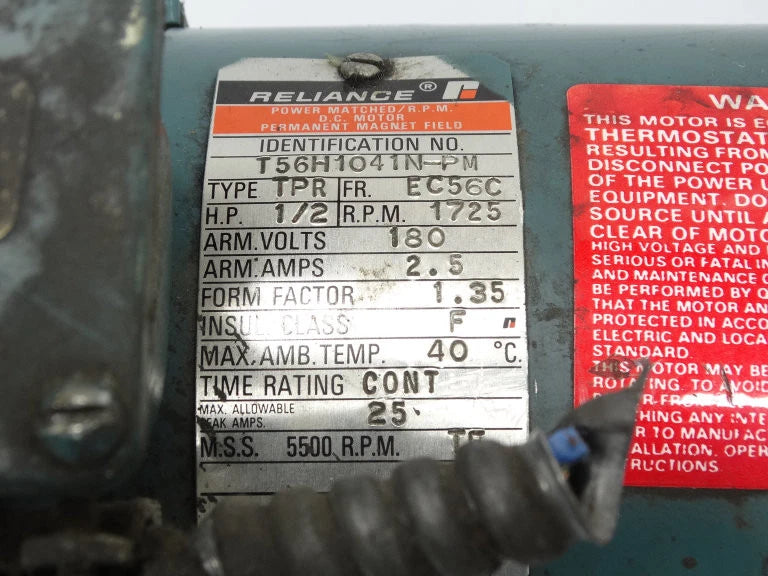 RELIANCE®
POWER MATCHED/R.P.M.
D.C. MOTOR
PERMANENT MAGNET FIELD
IDENTIFICATION NO.
T56H1041N-PM
TYPE TPR FR. EC56C
H.P. 1/2 R.P.M. 1725
ARM. VOLTS 180
ARM. AMPS 2.5
FORM FACTOR 1.35
INSUL. CLASS F
MAX. AMB. TEMP. 40 °C.
TIME RATING CONT
MAX. ALLOWABLE
PEAK AMPS. 25
M.S.S. 5500 R.P.M.
WA
THIS MOTOR IS E
THERMOSTAT
RESULTING FROM
DISCONNECT PO
OF THE POWER U
EQUIPMENT. DO
SOURCE UNTIL A
CLEAR OF MOTO
HIGH VOLTAGE AND
SERIOUS OR FATAL IN
AND MAINTENANCE O
BE PERFORMED BY Q
THAT THE MOTOR AN
PROTECTED IN ACCO
ELECTRIC AND LOCA
STANDARD.
THIS MOTOR MAY BE
ROTATING. TO AVOID
FRO
HING ANY INTE
R TO MANUFAC
ALLATION, OPER
RUCTIONS